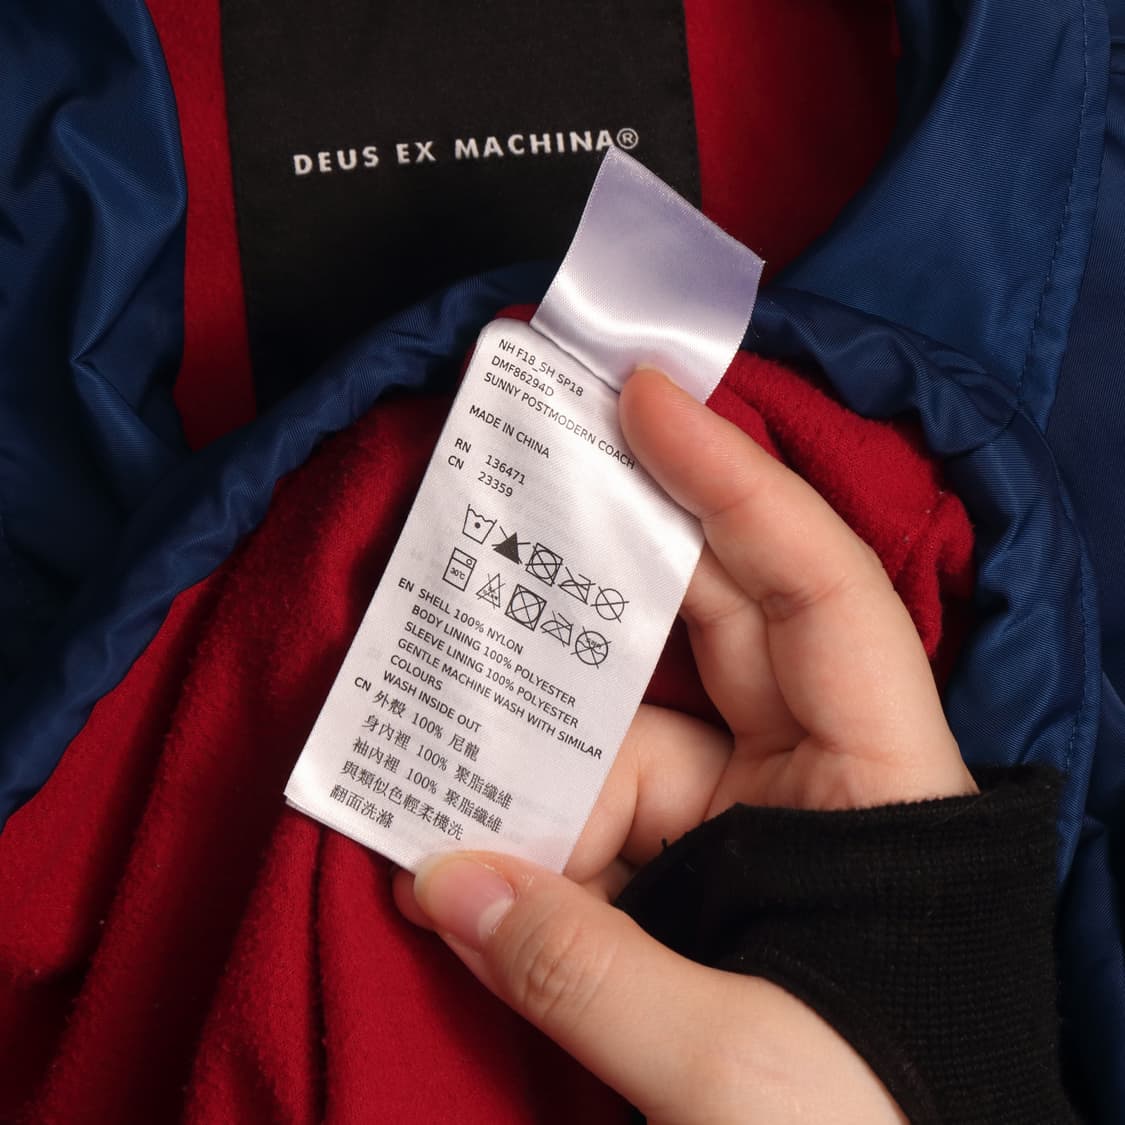 DEUS EX MACHINA®
NH F18_SH SP18
DMF86294D
SUNNY POSTMODERN COACH
MADE IN CHINA
RN 136471
CN 23359
30℃
EN SHELL 100% NYLON
BODY LINING 100% POLYESTER
SLEEVE LINING 100% POLYESTER
GENTLE MACHINE WASH WITH SIMILAR
COLOURS
WASH INSIDE OUT
CN 外殼 100% 尼龍
身內裡 100% 聚脂纖維
袖內裡 100% 聚脂纖維
與類似色輕柔機洗
翻面洗滌